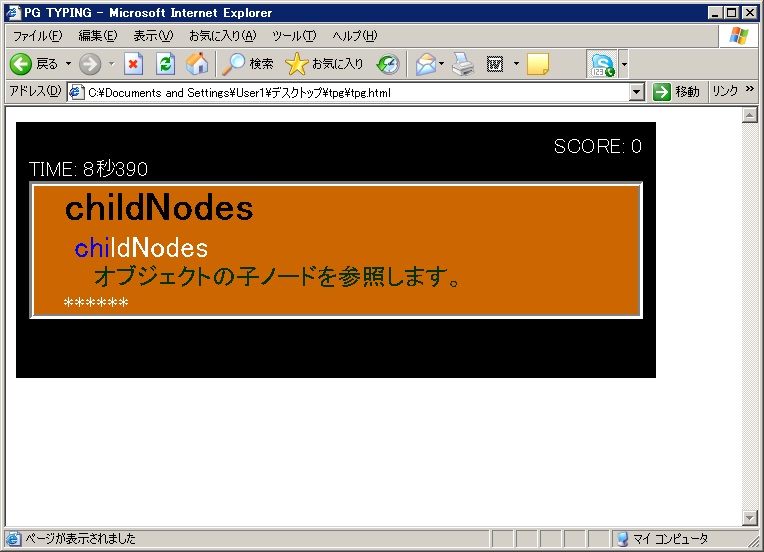 PG TYPING - Microsoft Internet Explorer
ファイル(F) 編集(E) 表示(V) お気に入り(A) ツール(T) ヘルプ(H)
戻る 検索 お気に入り
アドレス(D) C:¥Documents and Settings¥User1¥デスクトップ¥tpg¥tpg.html 移動 リンク »
SCORE: 0
TIME: 8秒390
childNodes
childNodes
オブジェクトの子ノードを参照します。
******
ページが表示されました マイ コンピュータ